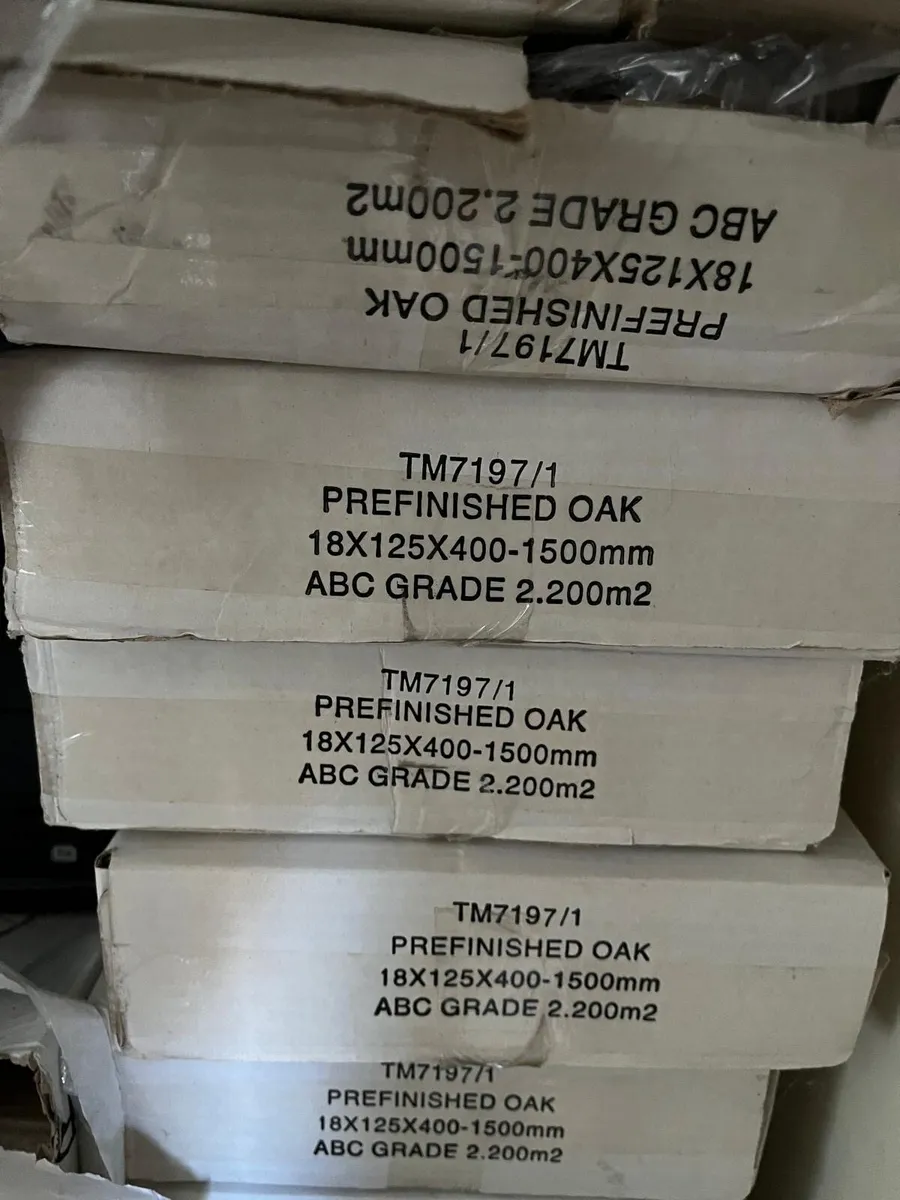 TM7197/1
PREFINISHED OAK
18X125X400-1500mm
ABC GRADE 2.200m2
TM7197/1
PREFINISHED OAK
18X125X400-1500mm
ABC GRADE 2.200m2
TM7197/1
PREFINISHED OAK
18X125X400-1500mm
ABC GRADE 2.200m2
TM7197/1
PREFINISHED OAK
18X125X400-1500mm
ABC GRADE 2.200m2
TM7197/1
PREFINISHED OAK
18X125X400-1500mm
ABC GRADE 2.200m2